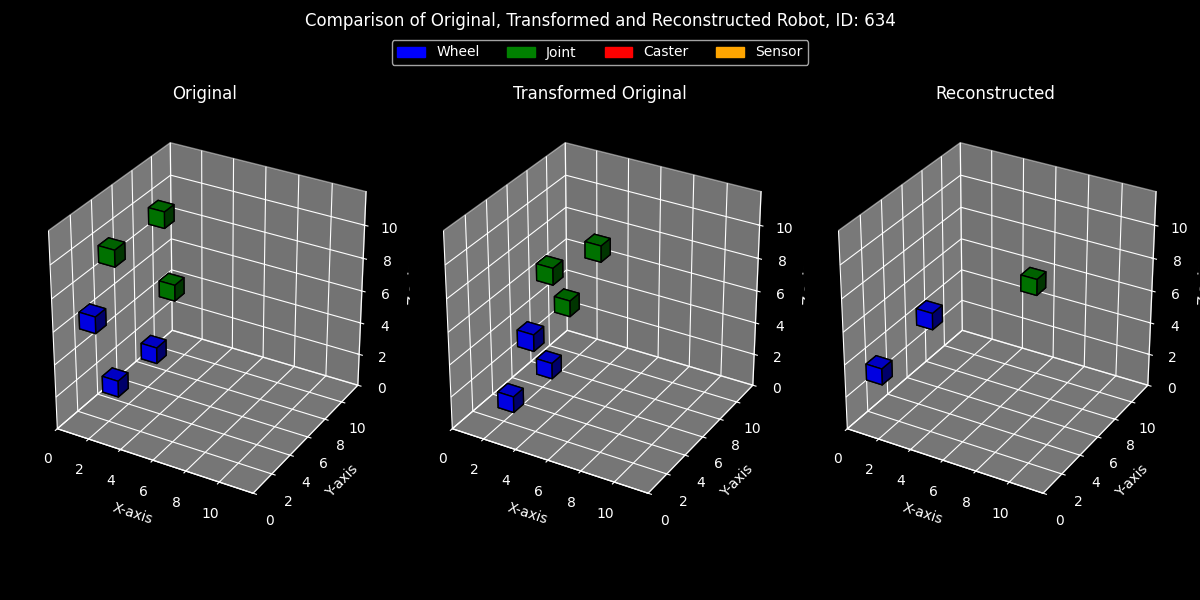 Comparison of Original, Transformed and Reconstructed Robot, ID: 634
Wheel Joint Caster Sensor
Original
0 2 4 6 8 10
X-axis
0 2 4 6 8 10
Y-axis
0 2 4 6 8 10
Transformed Original
0 2 4 6 8 10
X-axis
0 2 4 6 8 10
Y-axis
0 2 4 6 8 10
Reconstructed
0 2 4 6 8 10
X-axis
0 2 4 6 8 10
Y-axis
0 2 4 6 8 10